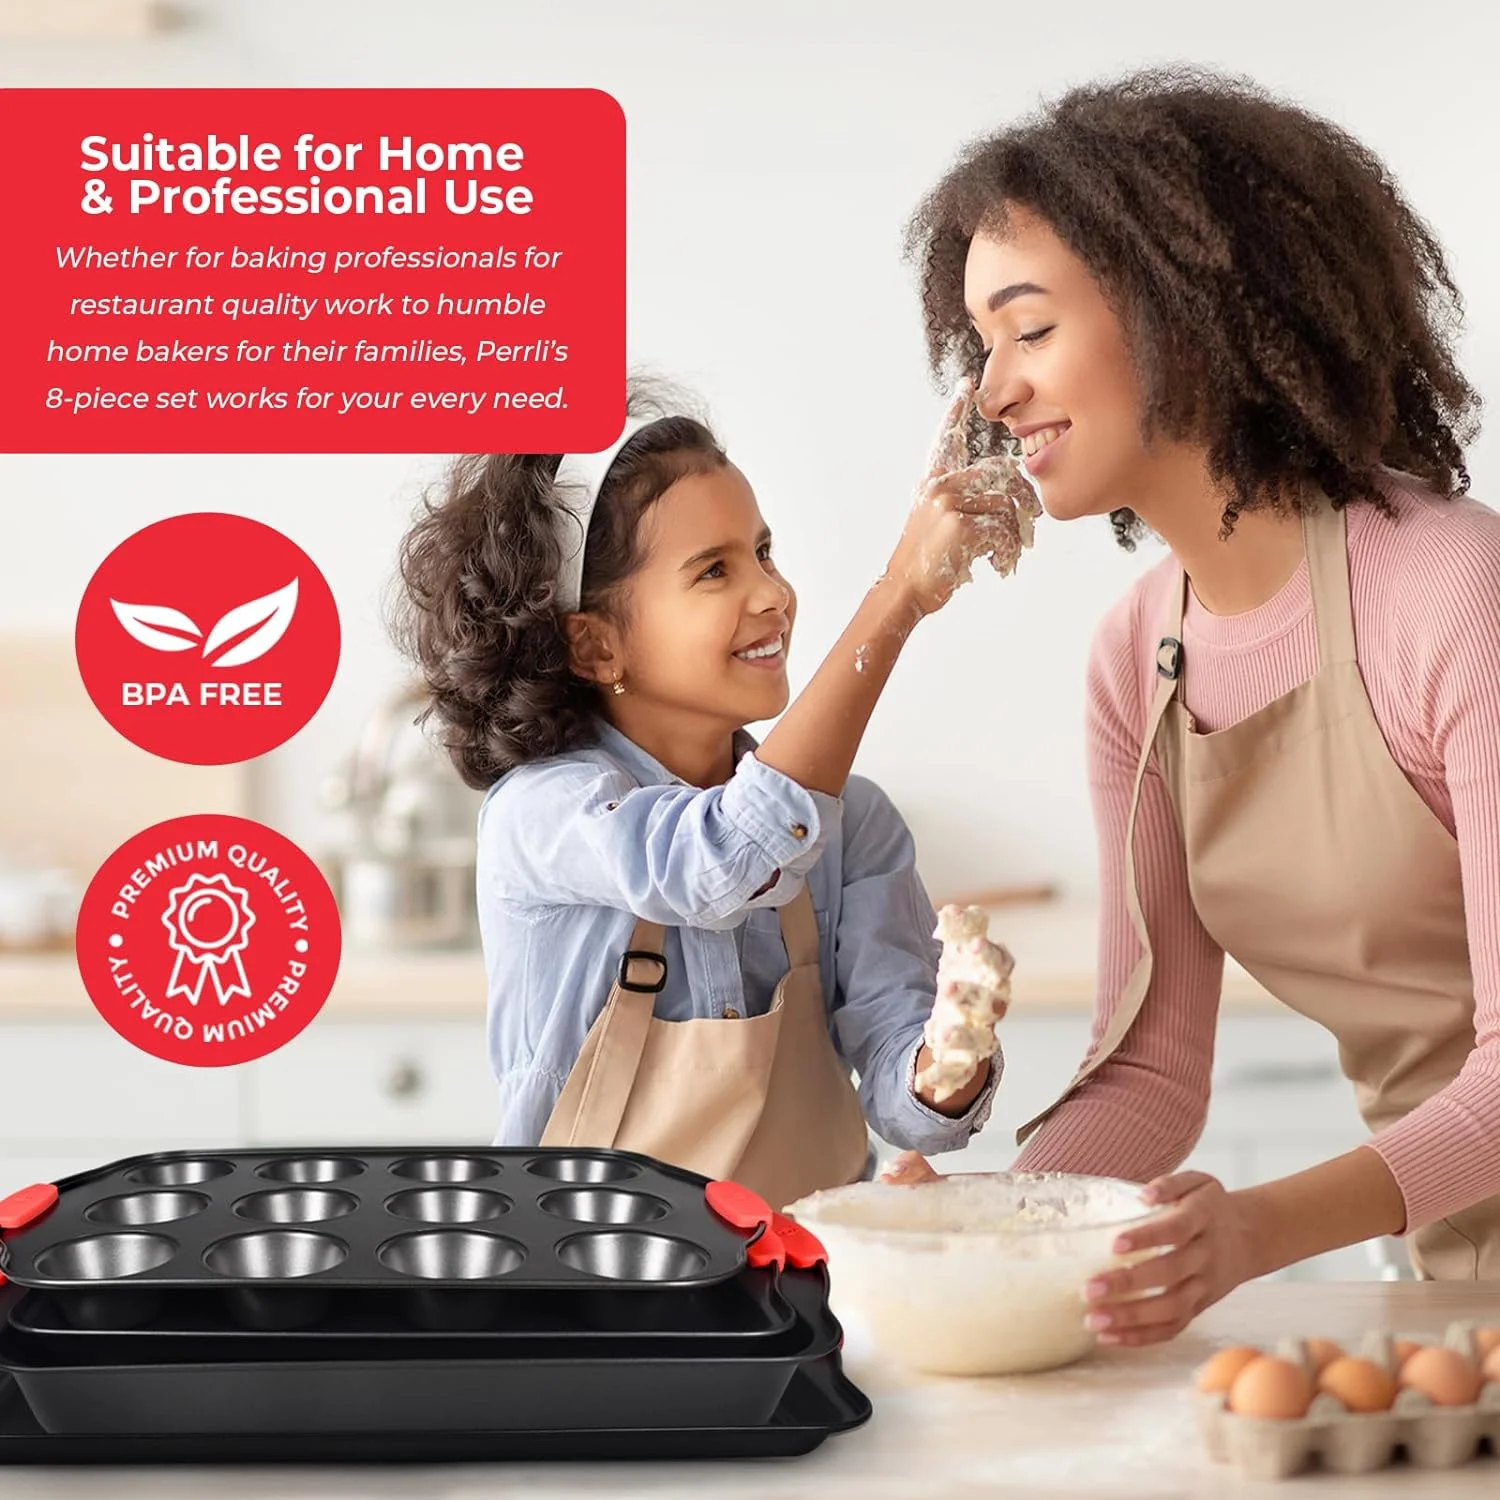 Suitable for Home
& Professional Use
Whether for baking professionals for
restaurant quality work to humble
home bakers for their families, Perrli’s
8-piece set works for your every need.
BPA FREE
PREMIUM QUALITY • PREMIUM QUALITY •